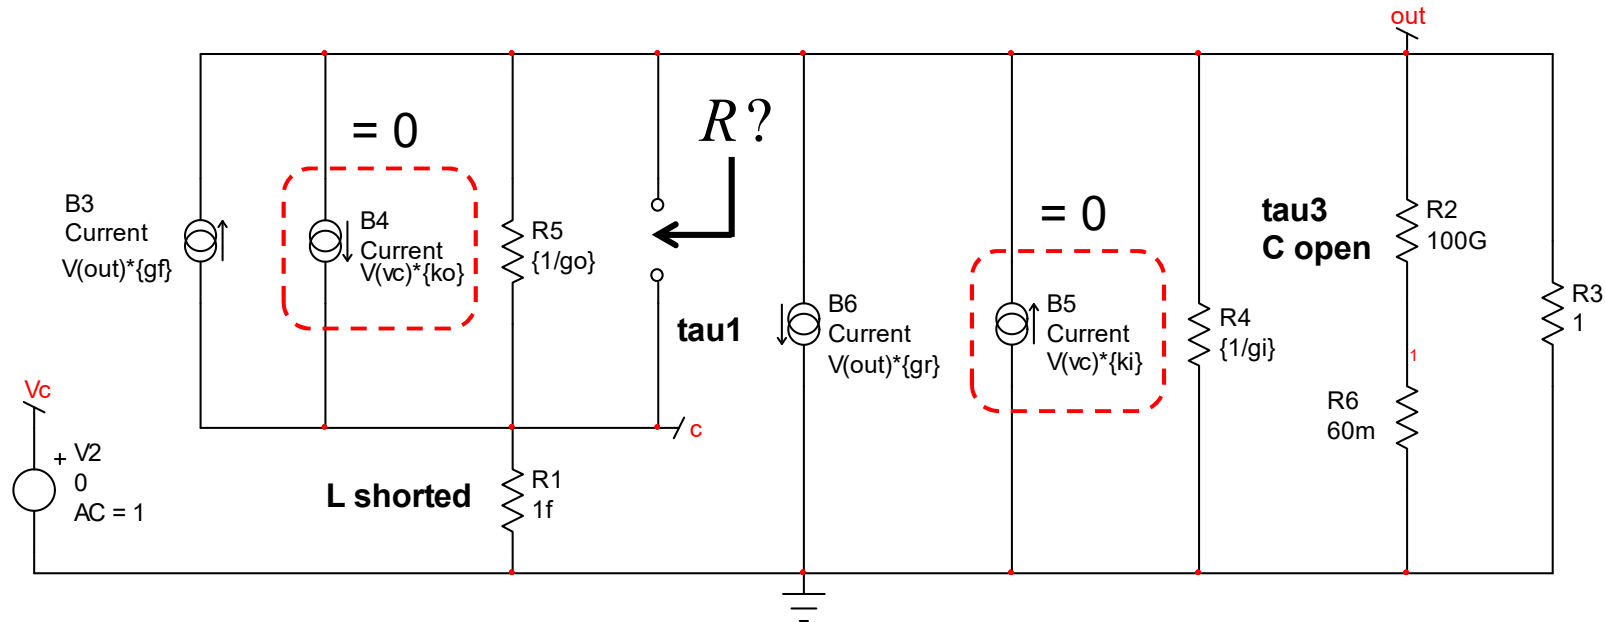 out
R?
= 0
= 0
B3
Current
V(out)*{gf}
B4
Current
V(vc)*{ko}
R5
{1/go}
tau1
B6
Current
V(out)*{gr}
B5
Current
V(vc)*{ki}
R4
{1/gi}
tau3
C open
R2
100G
R3
1
1
R6
60m
Vc
+ V2
0
AC = 1
L shorted
R1
1f
c